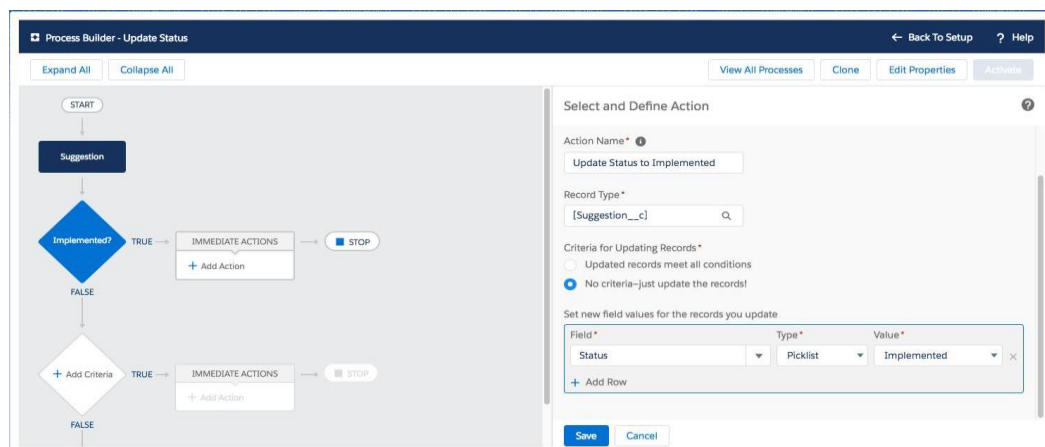 Process Builder - Update Status
Back To Setup
? Help
Expand All
Collapse All
View All Processes
Clone
Edit Properties
Activate
START
Suggestion
Implemented?
TRUE
IMMEDIATE ACTIONS
+ Add Action
STOP
FALSE
+ Add Criteria
TRUE
IMMEDIATE ACTIONS
+ Add Action
STOP
FALSE
Select and Define Action
Action Name*
Update Status to Implemented
Record Type*
[Suggestion__c]
Criteria for Updating Records*
Updated records meet all conditions
No criteria—just update the records!
Set new field values for the records you update
Field* Type* Value*
Status Picklist Implemented
+ Add Row
Save Cancel